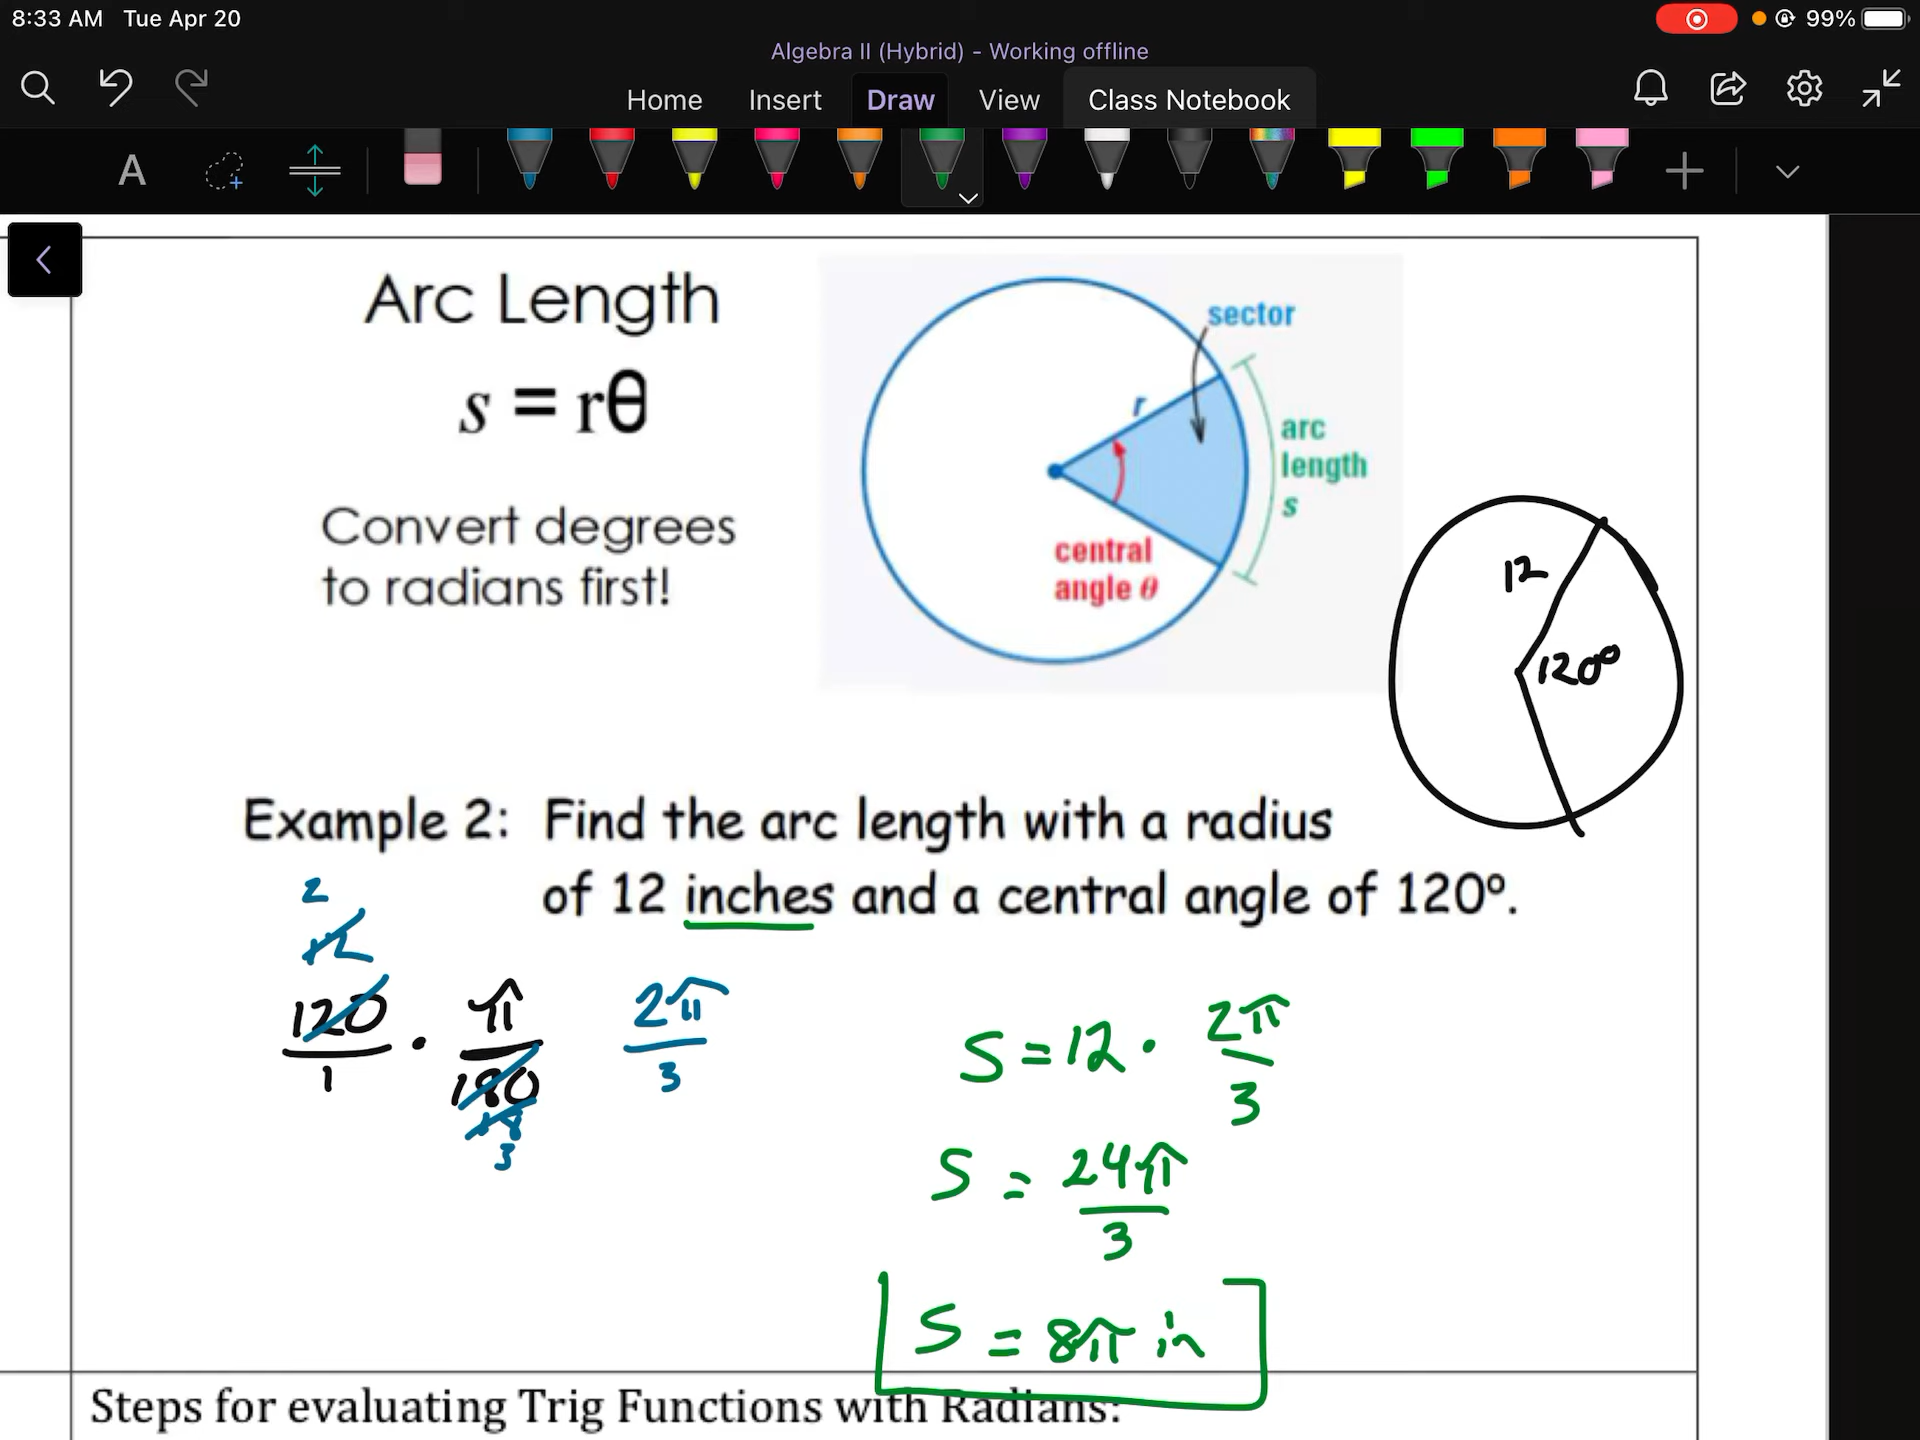 8:33 AM Tue Apr 20
99%
Algebra II (Hybrid) - Working offline
Home Insert Draw View Class Notebook
A
Arc Length
s = rθ
Convert degrees
to radians first!
sector
r
arc
length
s
central
angle θ
12
120°
Example 2: Find the arc length with a radius
of 12 inches and a central angle of 120º.
2
12
120/1 · π/180
18
3
2π/3
S = 12 · 2π/3
S = 24π/3
S = 8π in
Steps for evaluating Trig Functions with Radians: